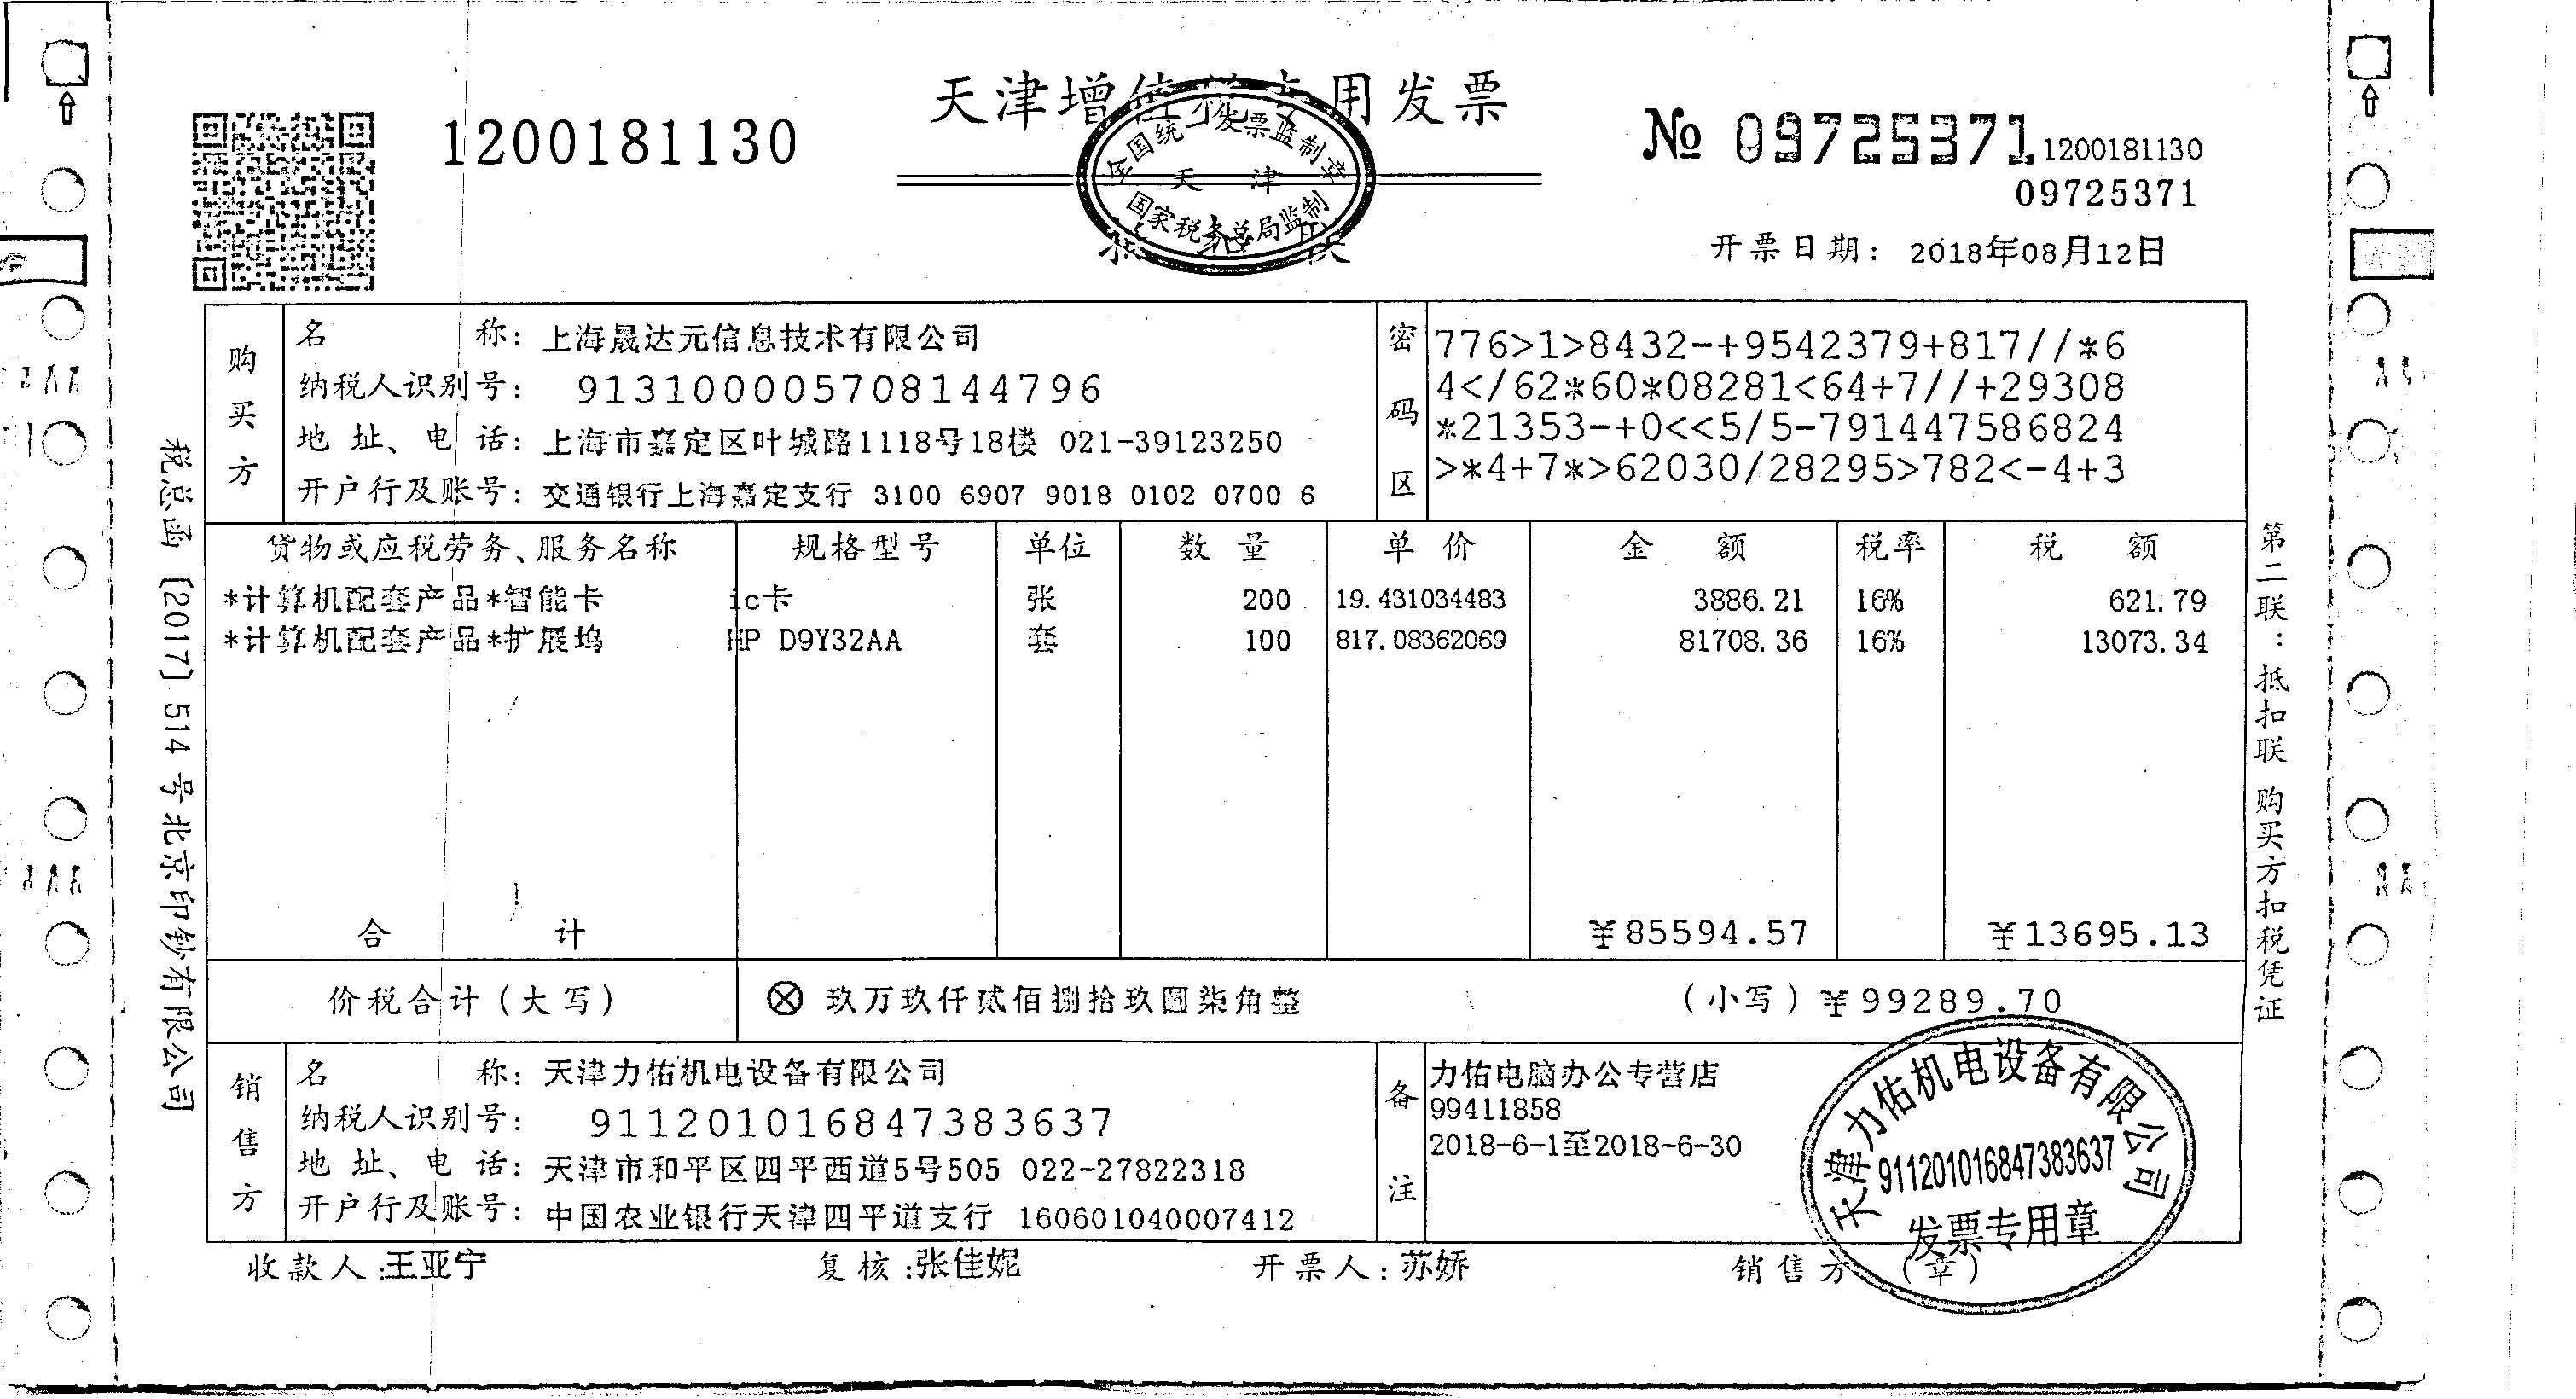 天津增值税专用发票
1200181130
№ 09725371
1200181130
09725371
全国统一发票监制章
天津
国家税务总局监制
抵扣联
开票日期: 2018年08月12日
购买方
名称: 上海晟达元信息技术有限公司
纳税人识别号: 913100005708144796
地址、电话: 上海市嘉定区叶城路1118号18楼 021-39123250
开户行及账号: 交通银行上海嘉定支行 3100 6907 9018 0102 0700 6
密码区
776>1>8432-+9542379+817//*6
4</62*60*08281<64+7//+29308
*21353-+0<<5/5-791447586824
>*4+7*>62030/28295>782<-4+3
货物或应税劳务、服务名称 规格型号 单位 数量 单价 金额 税率 税额
*计算机配套产品*智能卡 ic卡 张 200 19.431034483 3886.21 16% 621.79
*计算机配套产品*扩展坞 HP D9Y32AA 套 100 817.08362069 81708.36 16% 13073.34
合计 ¥85594.57 ¥13695.13
价税合计(大写) ⊗ 玖万玖仟贰佰捌拾玖圆柒角整 (小写)¥99289.70
销售方
名称: 天津力佑机电设备有限公司
纳税人识别号: 911201016847383637
地址、电话: 天津市和平区四平西道5号505 022-27822318
开户行及账号: 中国农业银行天津四平道支行 160601040007412
备注
力佑电脑办公专营店
99411858
2018-6-1至2018-6-30
天津力佑机电设备有限公司
911201016847383637
发票专用章
收款人:王亚宁 复核:张佳妮 开票人:苏娇 销售方(章)
税总函〔2017〕514号北京印钞有限公司
第二联:抵扣联 购买方扣税凭证